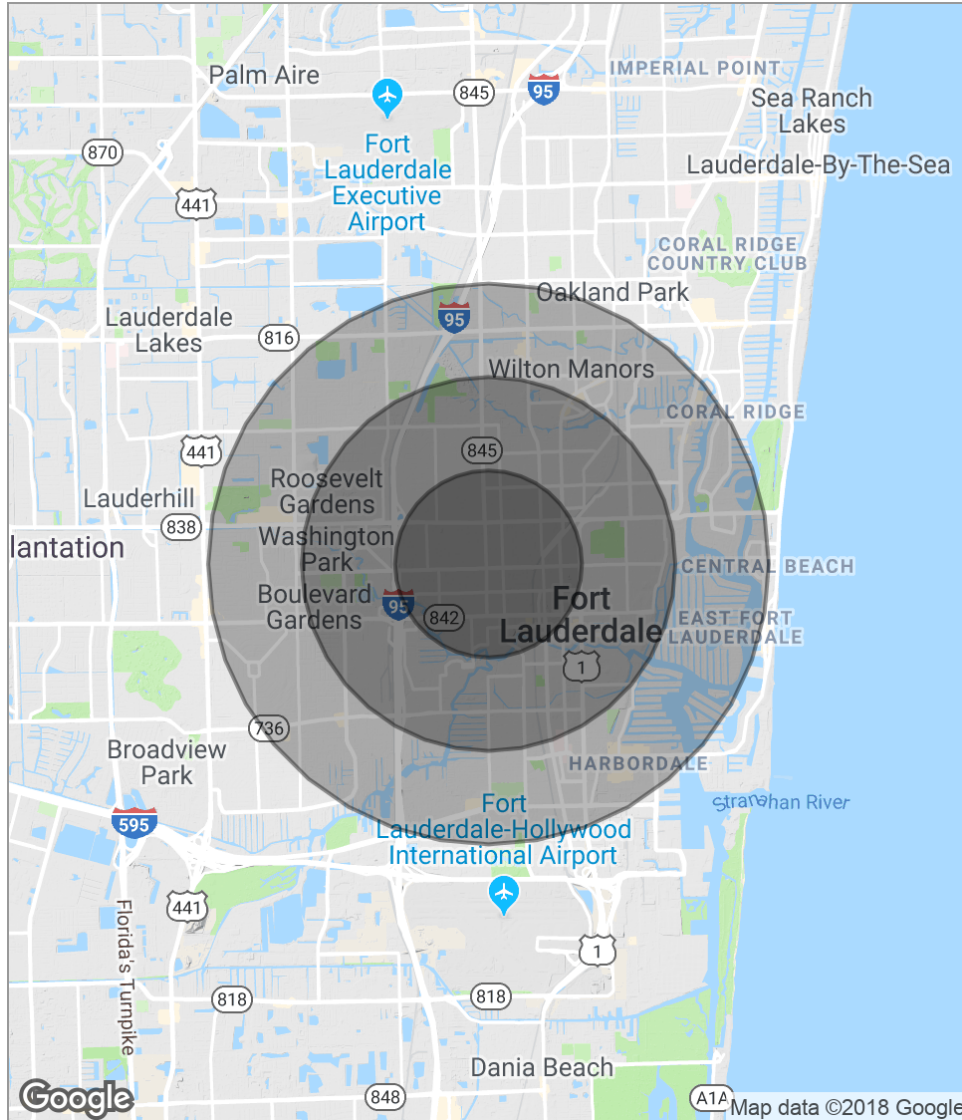 Palm Aire
845
95
IMPERIAL POINT
Sea Ranch
Lakes
870
Fort
Lauderdale
Executive
Airport
Lauderdale-By-The-Sea
441
CORAL RIDGE
COUNTRY CLUB
Oakland Park
Lauderdale
Lakes
95
816
Wilton Manors
CORAL RIDGE
441
845
Roosevelt
Gardens
Lauderhill
838
Washington
Park
lantation
CENTRAL BEACH
Boulevard
Gardens
95
842
Fort
Lauderdale
EAST FORT
LAUDERDALE
1
736
Broadview
Park
HARBORDALE
Stranahan River
595
Fort
Lauderdale-Hollywood
International Airport
441
Florida's Turnpike
1
818
818
Dania Beach
Google
848
A1A
Map data ©2018 Google